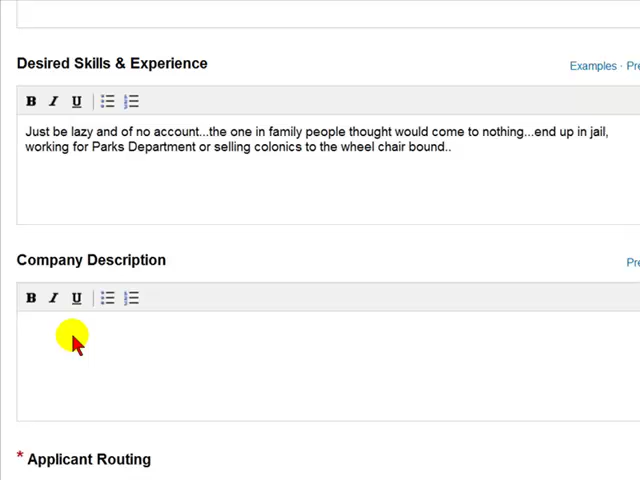 Desired Skills & Experience
Examples ·
B I U
Just be lazy and of no account...the one in family people thought would come to nothing...end up in jail,
working for Parks Department or selling colonics to the wheel chair bound..
Company Description
B I U
* Applicant Routing